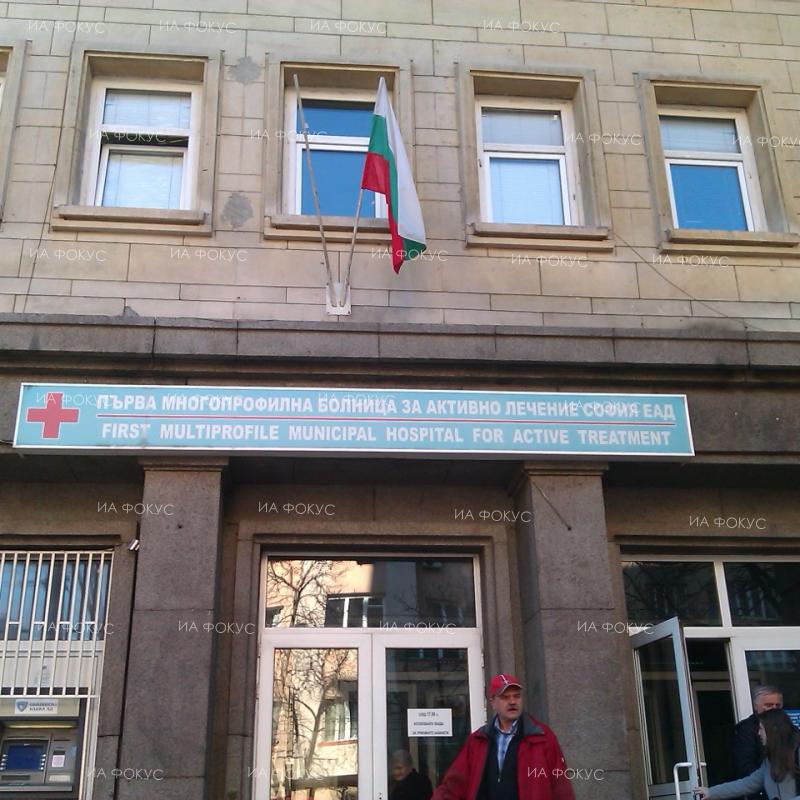 ПЪРВА МНОГОПРОФИЛНА БОЛНИЦА ЗА АКТИВНО ЛЕЧЕНИЕ СОФИЯ ЕАД
FIRST MULTIPROFILE MUNICIPAL HOSPITAL FOR ACTIVE TREATMENT
ИА ФОКУС